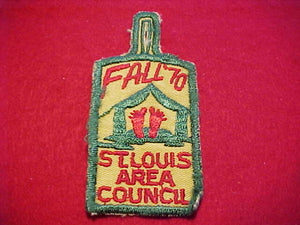 FALL '70
ST. LOUIS
AREA
COUNCIL